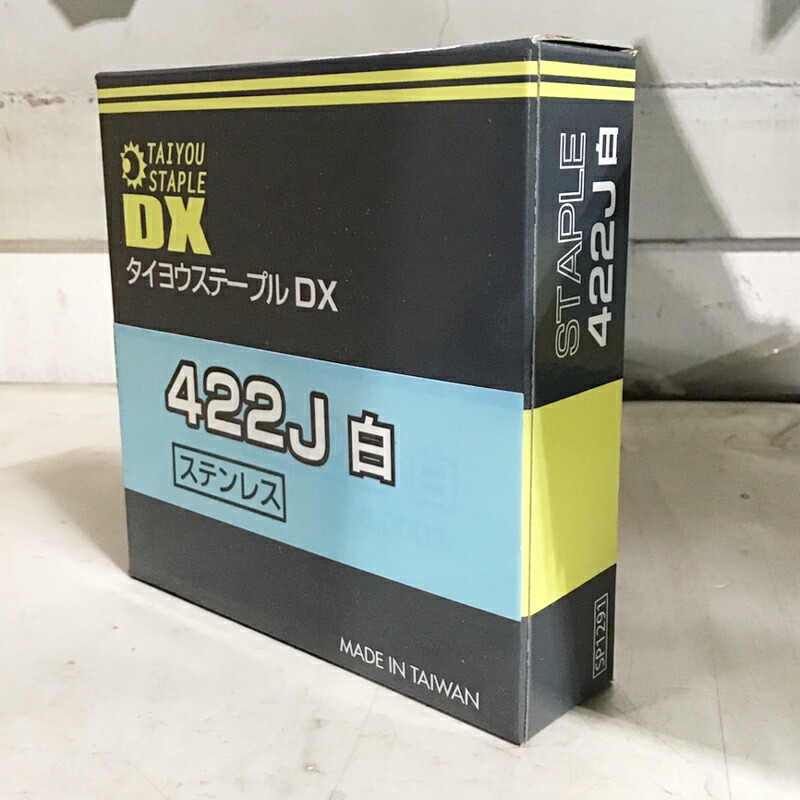 TAIYOU
STAPLE
DX
タイヨウステープル DX
422J 白
ステンレス
MADE IN TAIWAN
STAPLE
422J 白
SP1291